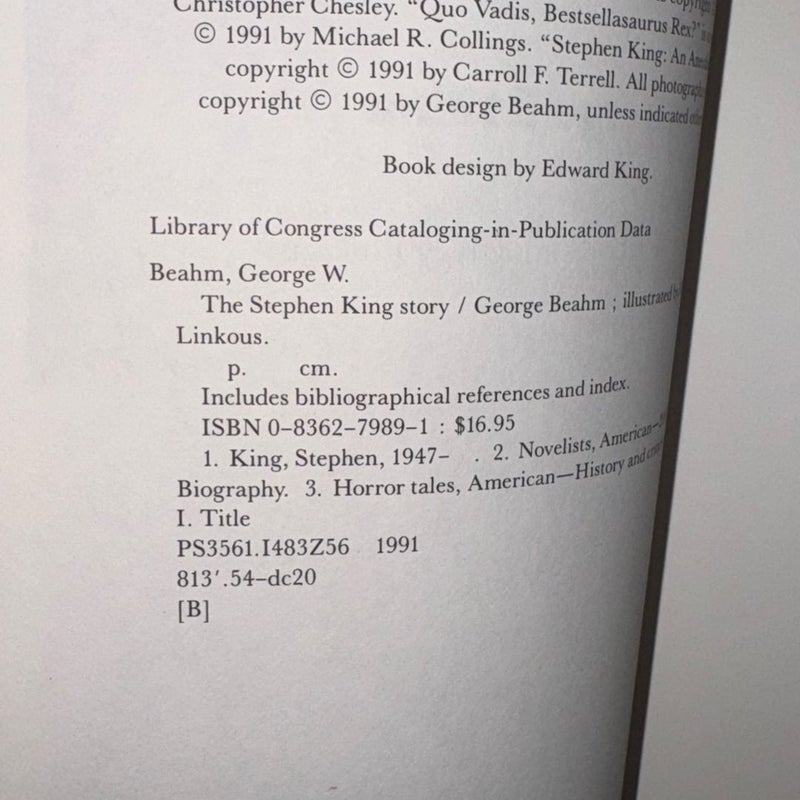 Christopher Chesley. "Quo Vadis, Bestsellasaurus Rex?"
© 1991 by Michael R. Collings. "Stephen King: An
copyright © 1991 by Carroll F. Terrell. All
copyright © 1991 by George Beahm, unless indicated
Book design by Edward King.
Library of Congress Cataloging-in-Publication Data
Beahm, George W.
The Stephen King story / George Beahm ; illustrated
Linkous.
p. cm.
Includes bibliographical references and index.
ISBN 0-8362-7989-1 : $16.95
1. King, Stephen, 1947- . 2. Novelists, American—
Biography. 3. Horror tales, American—History and
I. Title
PS3561.I483Z56 1991
813'.54-dc20
[B]